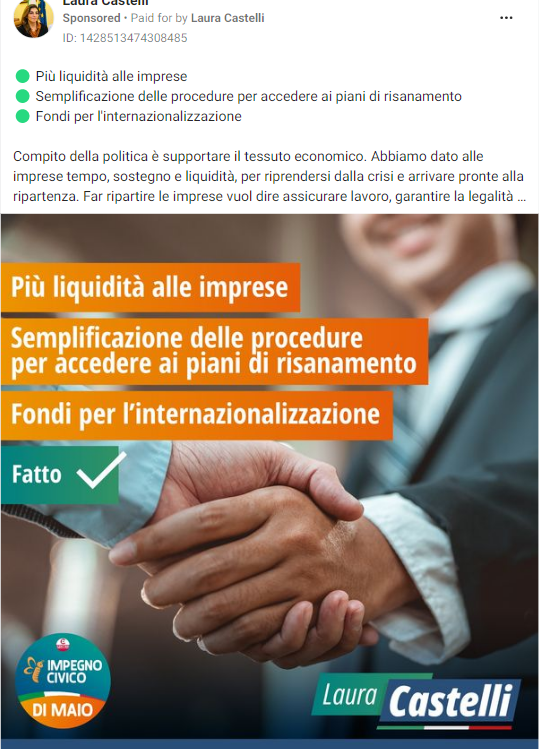 Laura Castelli
Sponsored • Paid for by Laura Castelli
ID: 1428513474308485
Più liquidità alle imprese
Semplificazione delle procedure per accedere ai piani di risanamento
Fondi per l'internazionalizzazione
Compito della politica è supportare il tessuto economico. Abbiamo dato alle
imprese tempo, sostegno e liquidità, per riprendersi dalla crisi e arrivare pronte alla
ripartenza. Far ripartire le imprese vuol dire assicurare lavoro, garantire la legalità ...
Più liquidità alle imprese
Semplificazione delle procedure
per accedere ai piani di risanamento
Fondi per l'internazionalizzazione
Fatto
IMPEGNO
CIVICO
DI MAIO
Laura Castelli